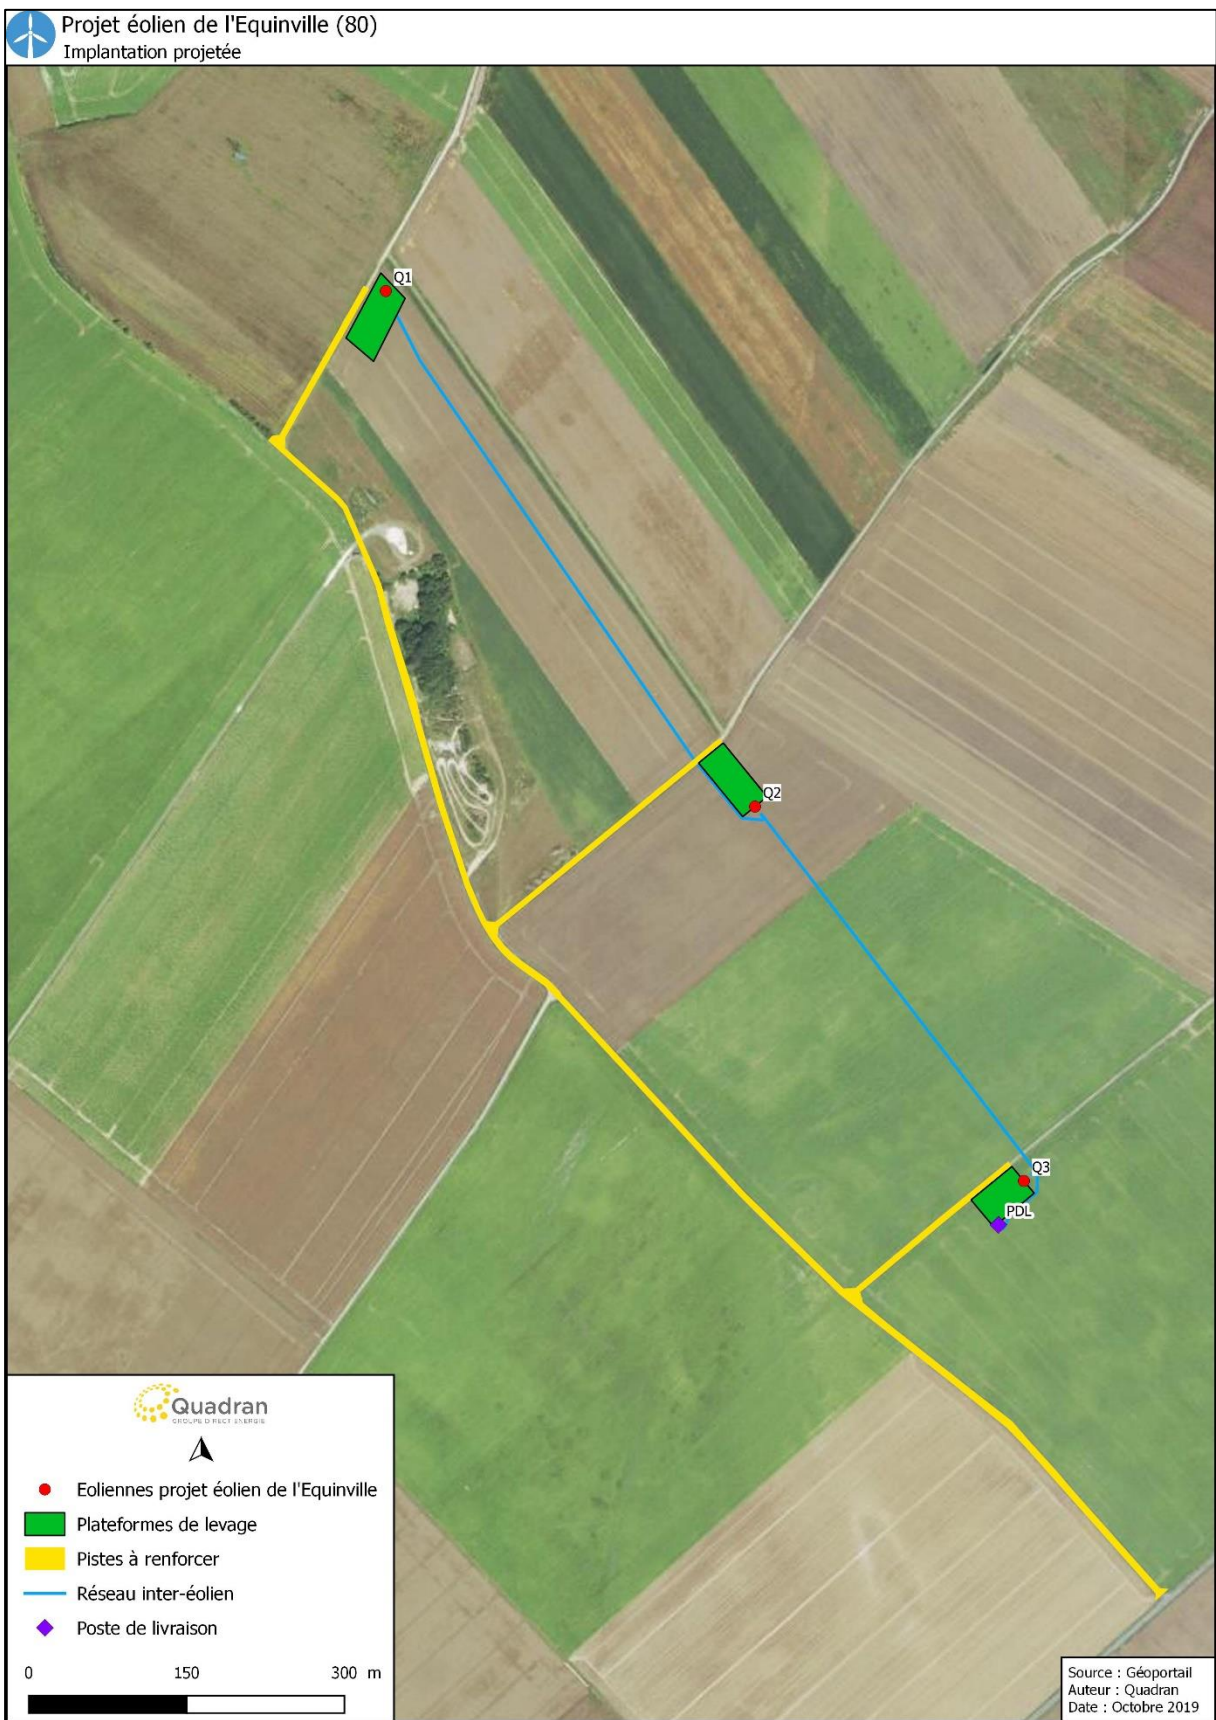 Projet éolien de l'Equinville (80)
Implantation projetée
Q1
Q2
Q3
PDL
Quadran
GROUPE DIRECT ENERGIE
Eoliennes projet éolien de l'Equinville
Plateformes de levage
Pistes à renforcer
Réseau inter-éolien
Poste de livraison
0 150 300 m
Source : Géoportail
Auteur : Quadran
Date : Octobre 2019